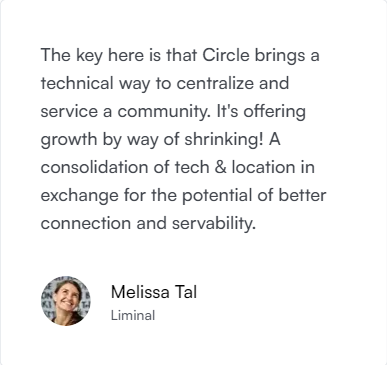 The key here is that Circle brings a
technical way to centralize and
service a community. It's offering
growth by way of shrinking! A
consolidation of tech & location in
exchange for the potential of better
connection and servability.
Melissa Tal
Liminal